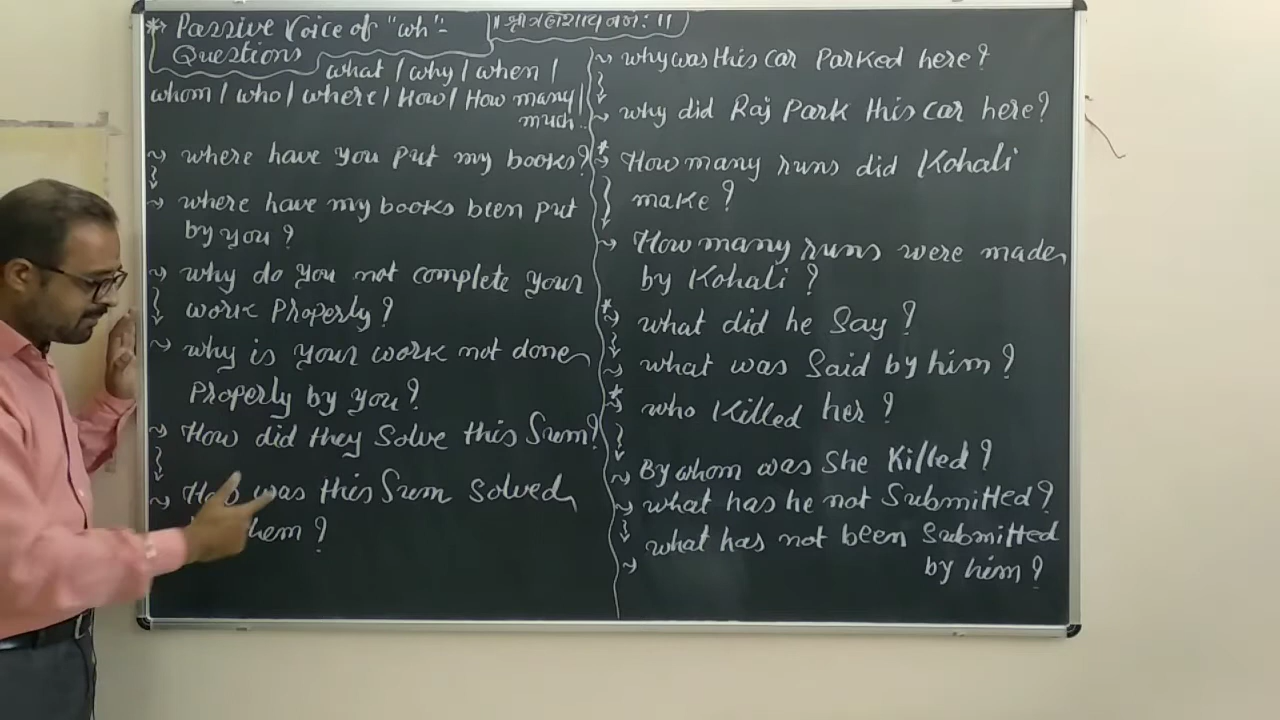 * Passive Voice of "wh"-
Questions
what / why / when /
whom / who / where / How / How many /
much..
where have you put my books?
where have my books been put
by you?
why do you not complete your
work Properly?
why is your work not done
Properly by you?
How did they Solve this Sum?
How was this Sum Solved
them?
why was this car Parked here?
why did Raj Park this car here?
* How many runs did Kohali
make?
How many runs were made
by Kohali?
* what did he Say?
what was Said by him?
* who Killed her?
By whom was She Killed?
what has he not Submitted?
what has not been Submitted
by him?